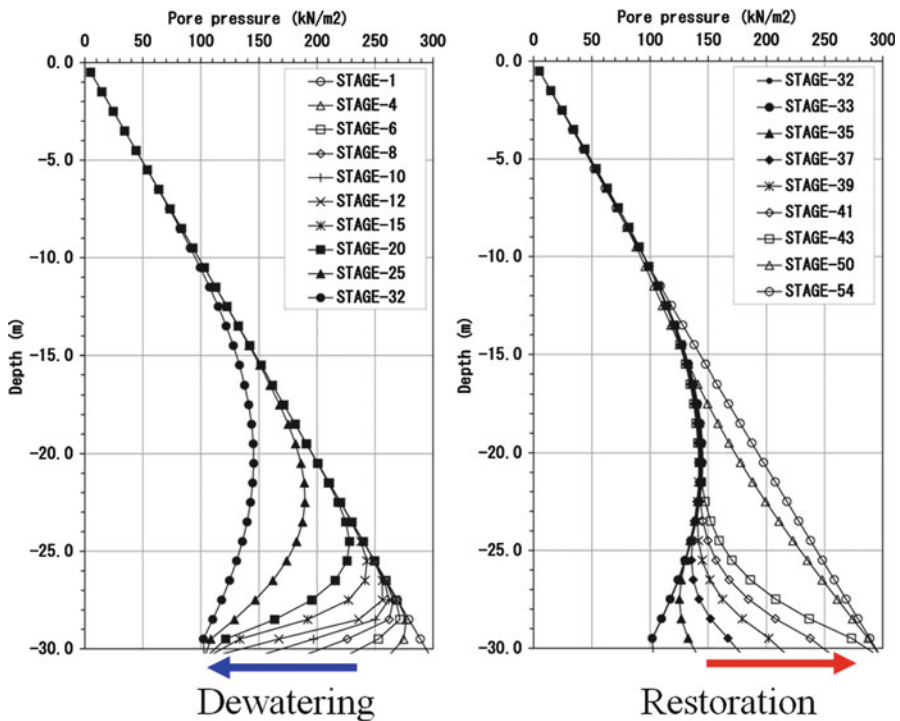 Pore pressure (kN/m2)
0 50 100 150 200 250 300
0.0
-5.0
-10.0
-15.0
-20.0
-25.0
-30.0
Depth (m)
STAGE-1
STAGE-4
STAGE-6
STAGE-8
STAGE-10
STAGE-12
STAGE-15
STAGE-20
STAGE-25
STAGE-32
Dewatering
Pore pressure (kN/m2)
0 50 100 150 200 250 300
0.0
-5.0
-10.0
-15.0
-20.0
-25.0
-30.0
Depth (m)
STAGE-32
STAGE-33
STAGE-35
STAGE-37
STAGE-39
STAGE-41
STAGE-43
STAGE-50
STAGE-54
Restoration